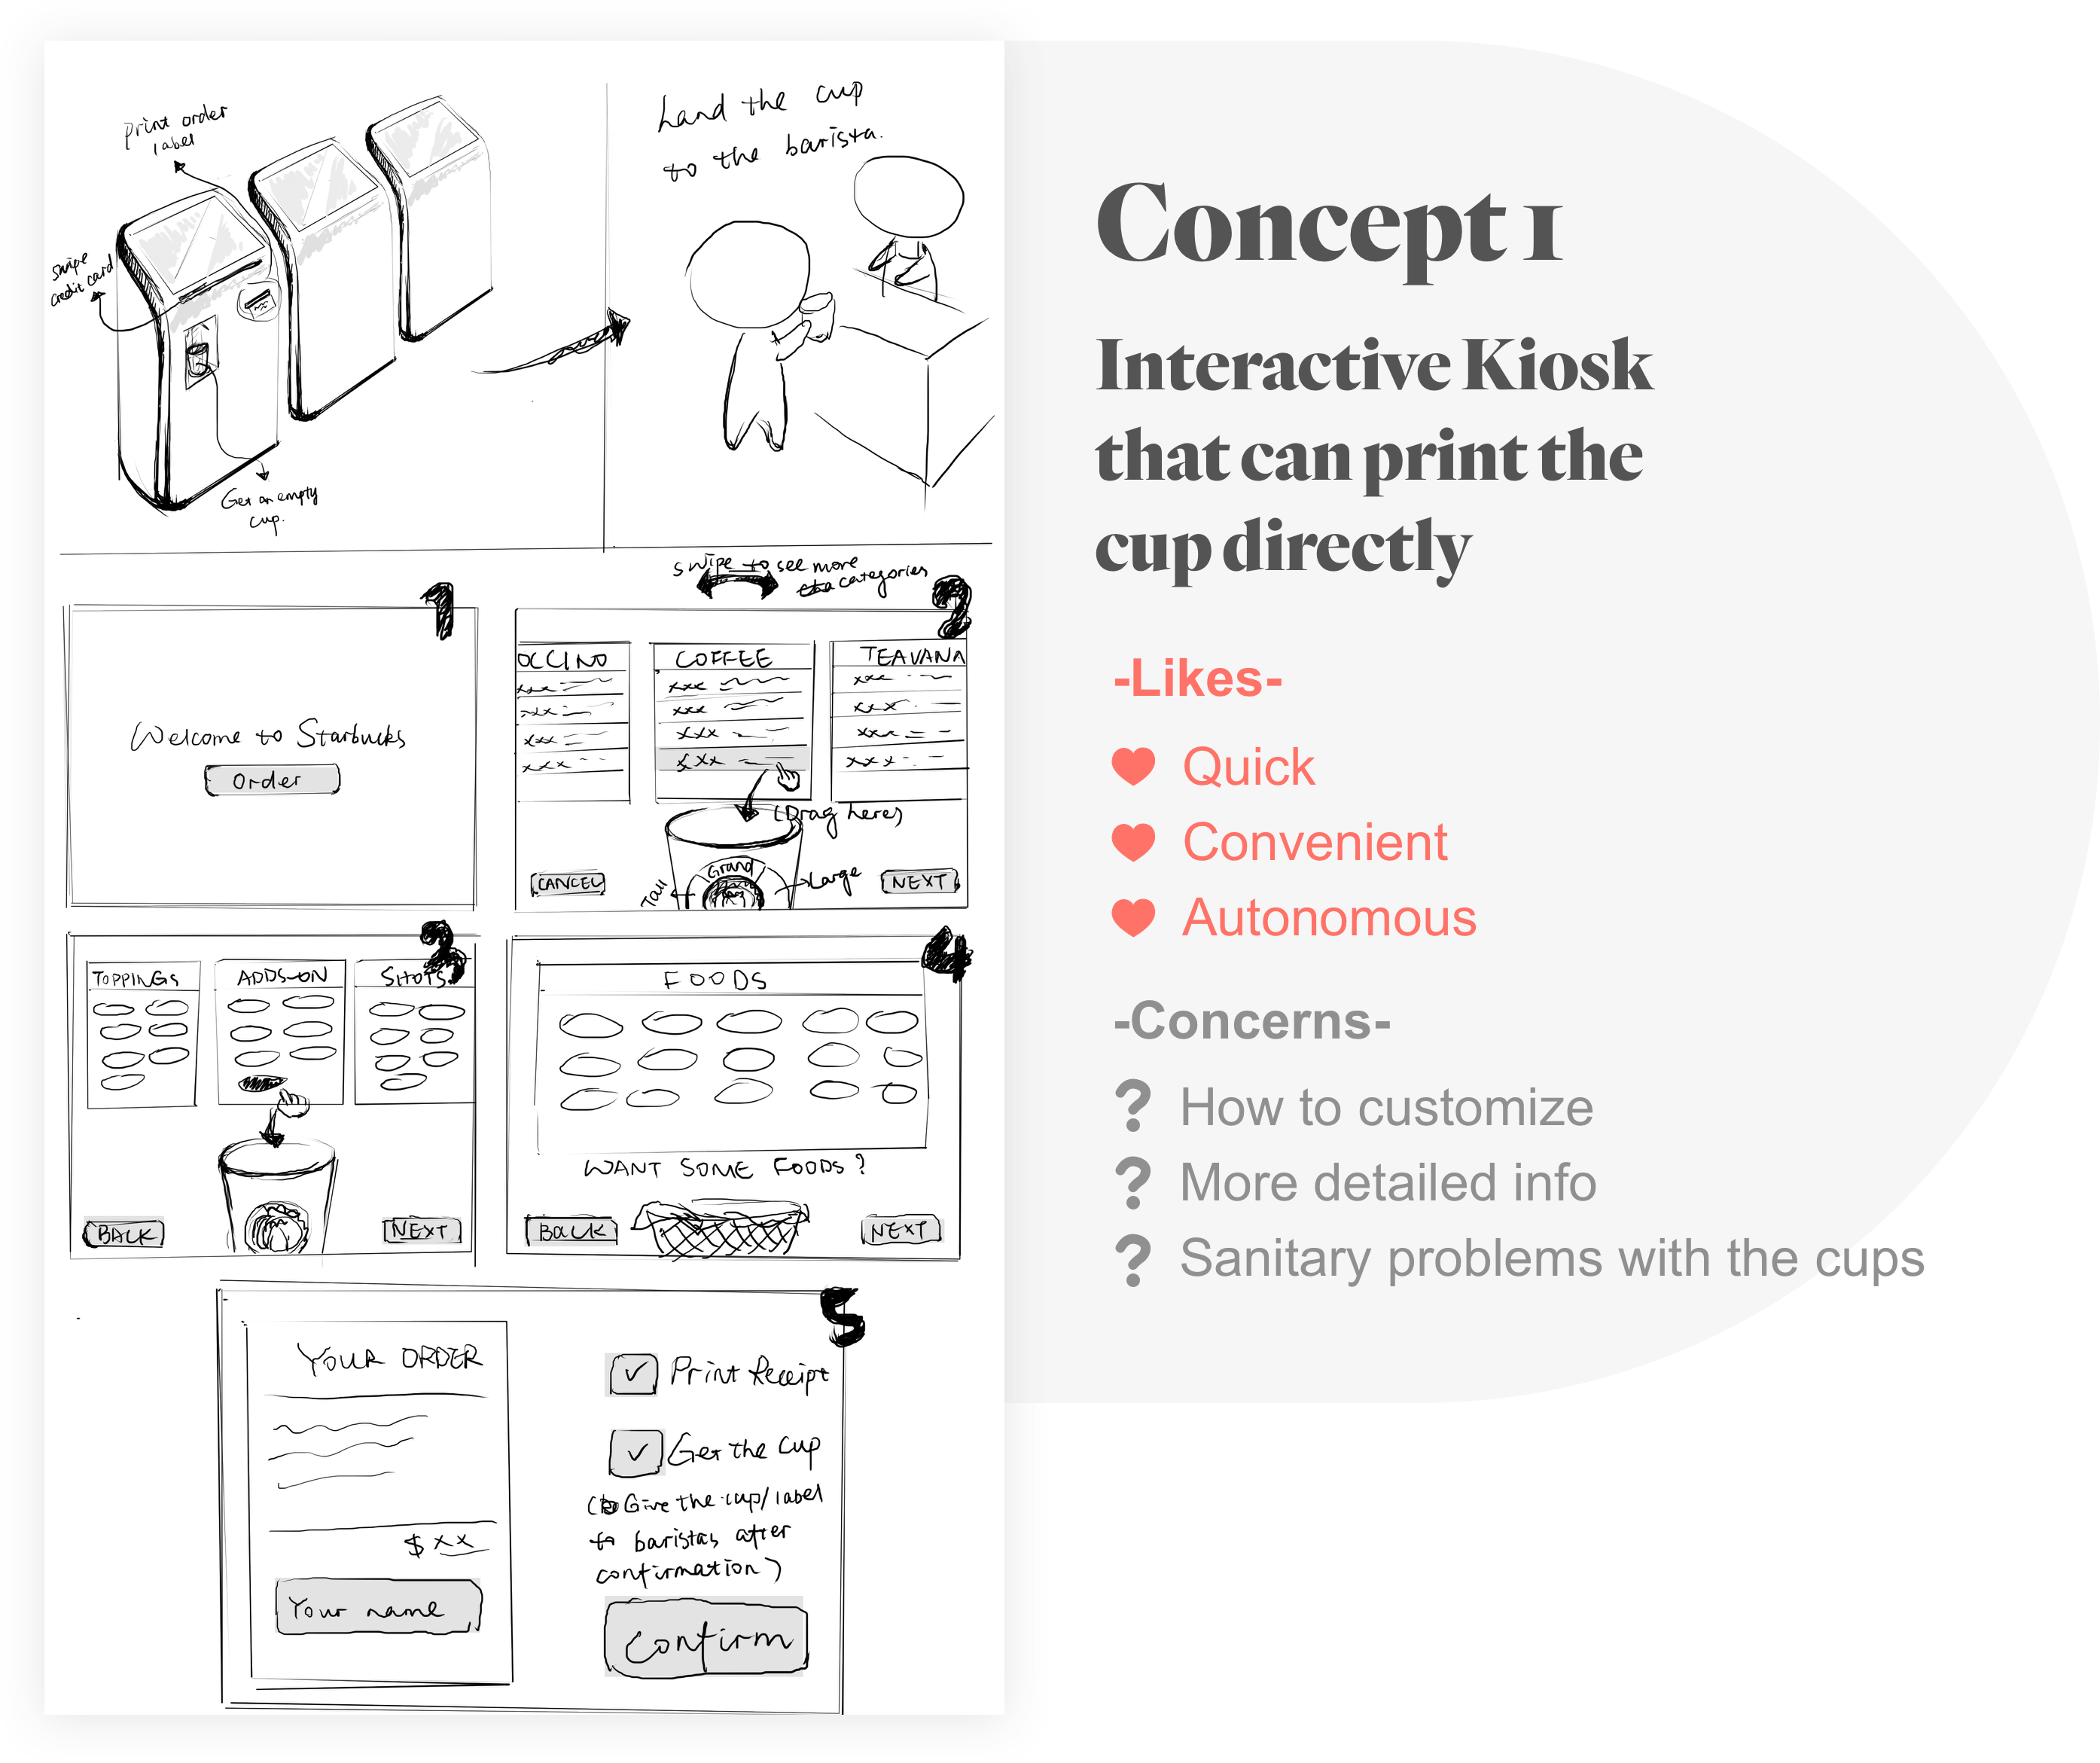 print order
label
swipe
credit card
Get an empty
cup.
hand the cup
to the barista.
1
Welcome to Starbucks
Order
swipe to see more
categories
2
OCCINO
COFFEE
TEAVANA
xxx
xxx
xxx
xxx
xxx
xxx
xxx
xxx
xxx
xxx
xxx
xxx
(Drag here)
Tall
Grand
Large
CANCEL
NEXT
3
TOPPINGS
ADDS-ON
SHOTS
BACK
NEXT
4
FOODS
WANT SOME FOODS?
BACK
NEXT
5
YOUR ORDER
$ xx
Your name
Print Receipt
Get the cup
(Give the cup/label
to baristas after
confirmation)
Confirm
Concept 1
Interactive Kiosk
that can print the
cup directly
-Likes-
Quick
Convenient
Autonomous
-Concerns-
? How to customize
? More detailed info
? Sanitary problems with the cups